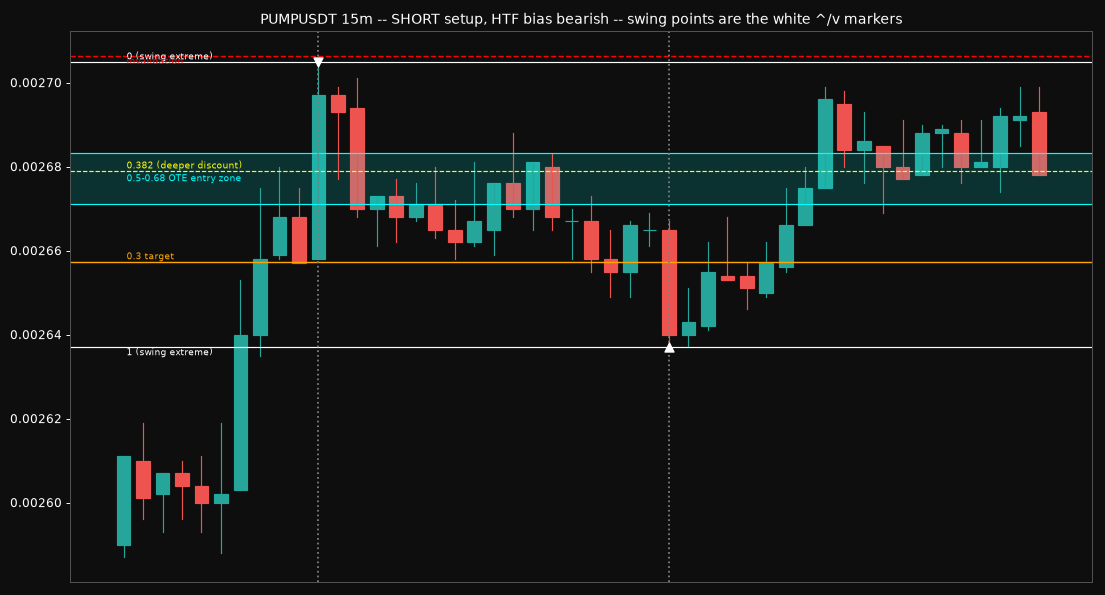 PUMPUSDT 15m -- SHORT setup, HTF bias bearish -- swing points are the white ^/v markers
0 (swing extreme)
0.00270
0.00268
0.382 (deeper discount)
0.5-0.68 OTE entry zone
0.00266
0.3 target
0.00264
1 (swing extreme)
0.00262
0.00260